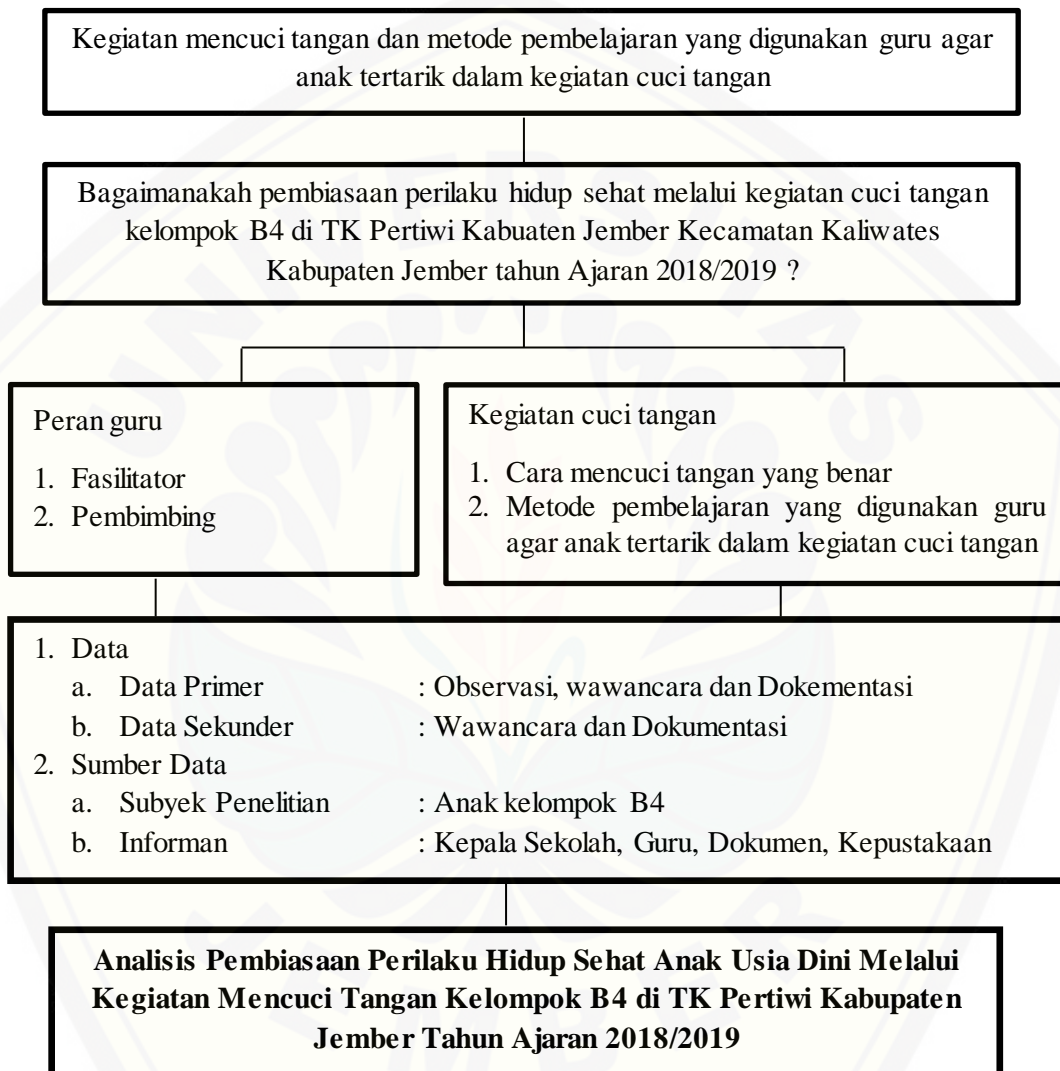 Kegiatan mencuci tangan dan metode pembelajaran yang digunakan guru agar
anak tertarik dalam kegiatan cuci tangan
Bagaimanakah pembiasaan perilaku hidup sehat melalui kegiatan cuci tangan
kelompok B4 di TK Pertiwi Kabuaten Jember Kecamatan Kaliwates
Kabupaten Jember tahun Ajaran 2018/2019 ?
Peran guru
1. Fasilitator
2. Pembimbing
Kegiatan cuci tangan
1. Cara mencuci tangan yang benar
2. Metode pembelajaran yang digunakan guru
agar anak tertarik dalam kegiatan cuci tangan
1. Data
a. Data Primer : Observasi, wawancara dan Dokementasi
b. Data Sekunder : Wawancara dan Dokumentasi
2. Sumber Data
a. Subyek Penelitian : Anak kelompok B4
b. Informan : Kepala Sekolah, Guru, Dokumen, Kepustakaan
Analisis Pembiasaan Perilaku Hidup Sehat Anak Usia Dini Melalui
Kegiatan Mencuci Tangan Kelompok B4 di TK Pertiwi Kabupaten
Jember Tahun Ajaran 2018/2019
UNIVERSITAS
JEMBER